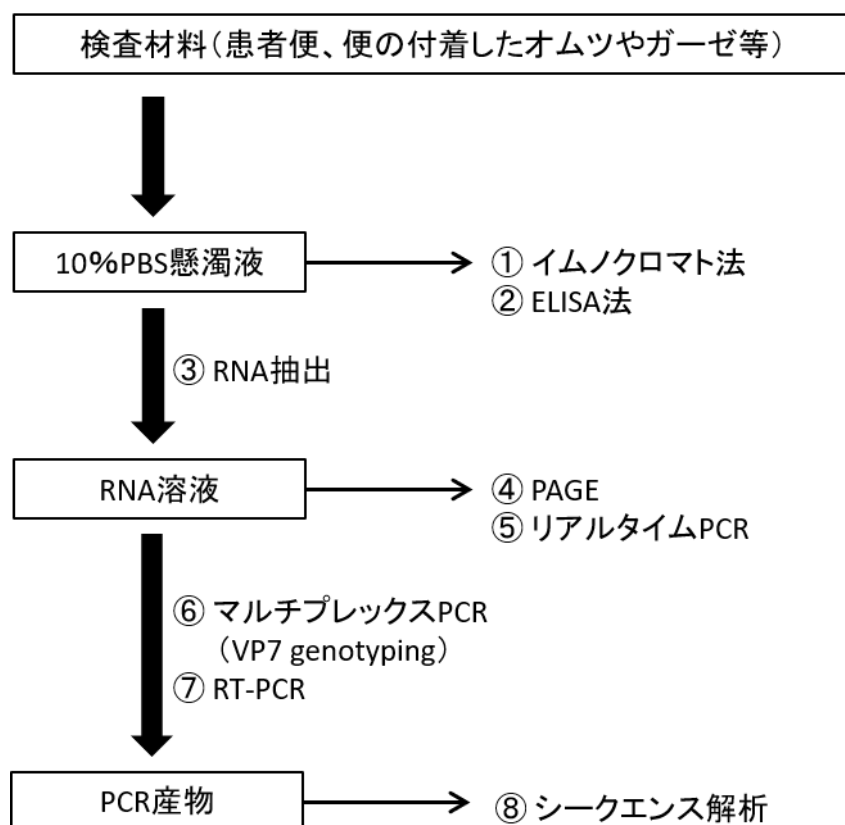 検査材料(患者便、便の付着したオムツやガーゼ等)
10%PBS懸濁液
① イムノクロマト法
② ELISA法
③ RNA抽出
RNA溶液
④ PAGE
⑤ リアルタイムPCR
⑥ マルチプレックスPCR
(VP7 genotyping)
⑦ RT-PCR
PCR産物
⑧ シークエンス解析